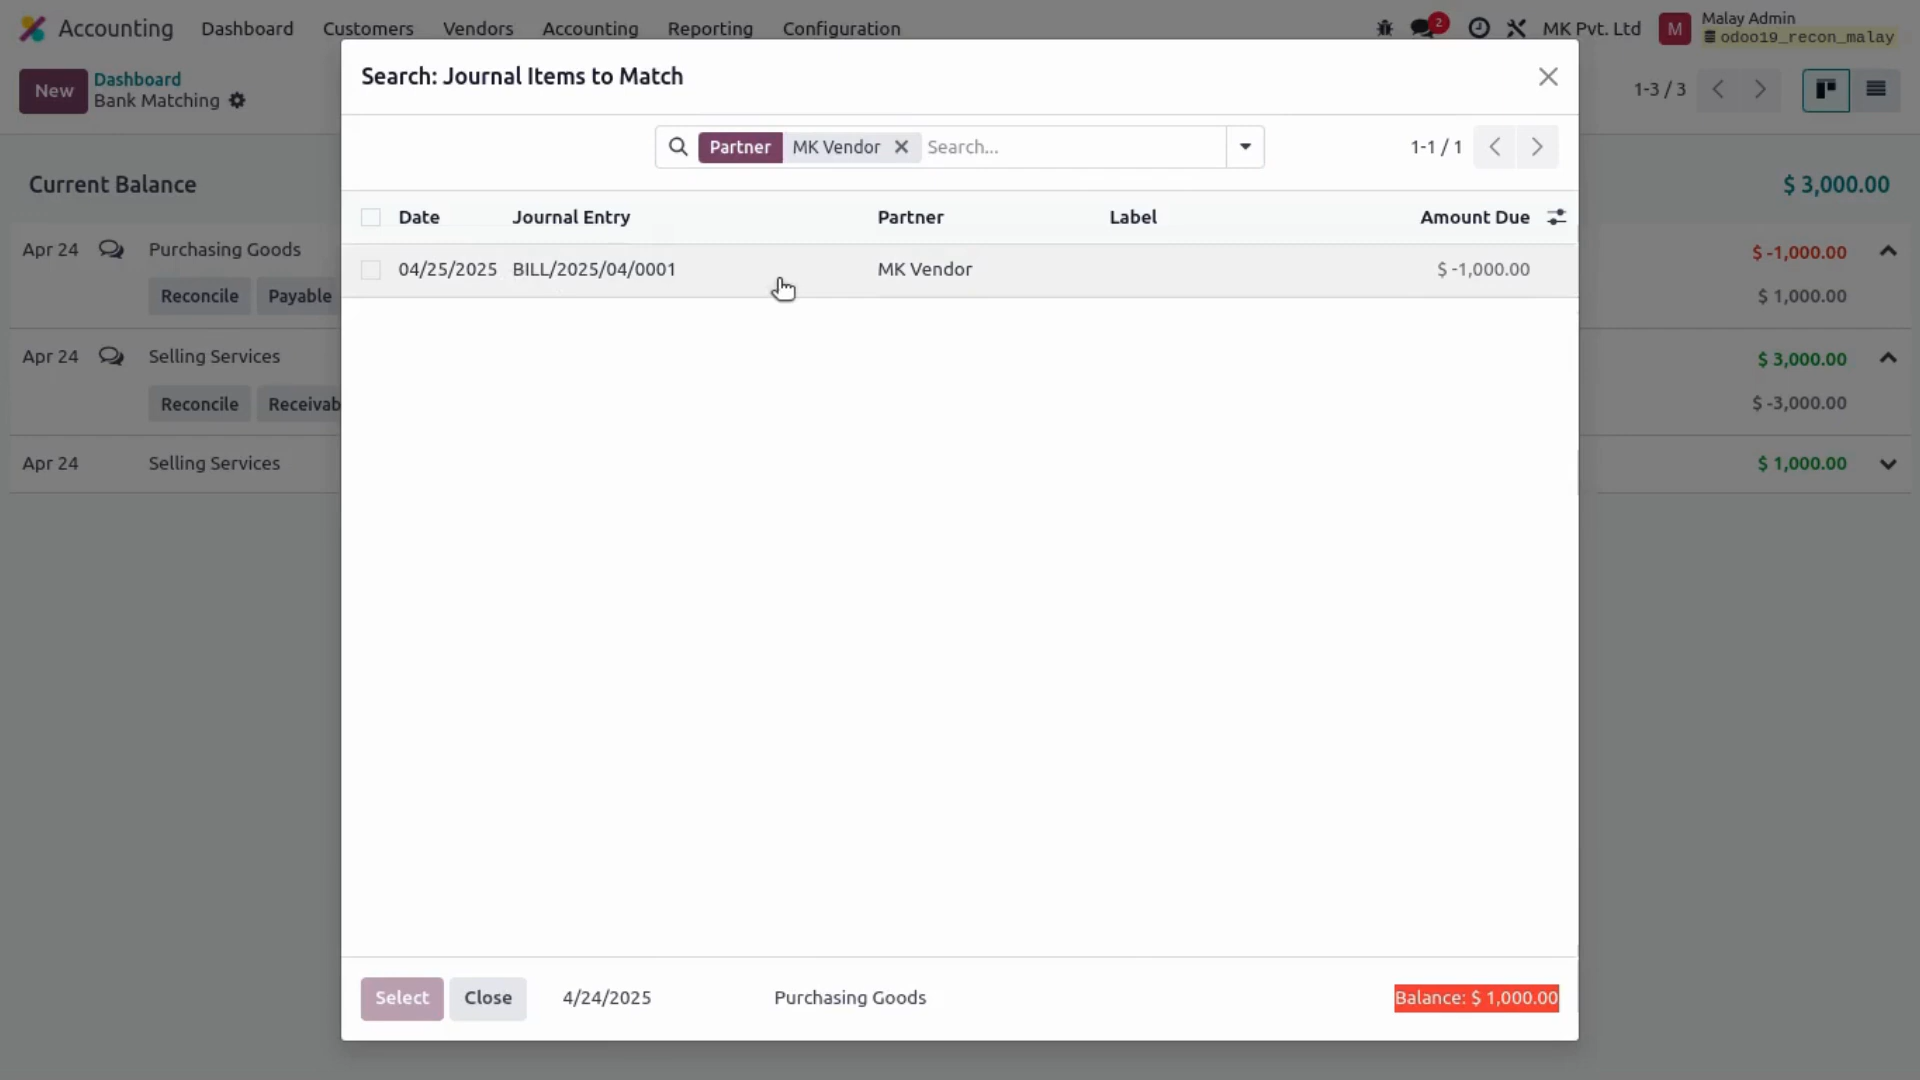 Accounting Dashboard Customers Vendors Accounting Reporting Configuration 2 MK Pvt. Ltd M Malay Admin
odoo19_recon_malay
New Dashboard
Bank Matching
1-3 / 3
Search: Journal Items to Match
Partner MK Vendor Search... 1-1 / 1
Current Balance $ 3,000.00
Date Journal Entry Partner Label Amount Due
04/25/2025 BILL/2025/04/0001 MK Vendor $ -1,000.00
Apr 24 Purchasing Goods $ -1,000.00
Reconcile Payable $ 1,000.00
Apr 24 Selling Services $ 3,000.00
Reconcile Receivab $ -3,000.00
Apr 24 Selling Services $ 1,000.00
Select Close 4/24/2025 Purchasing Goods Balance: $ 1,000.00